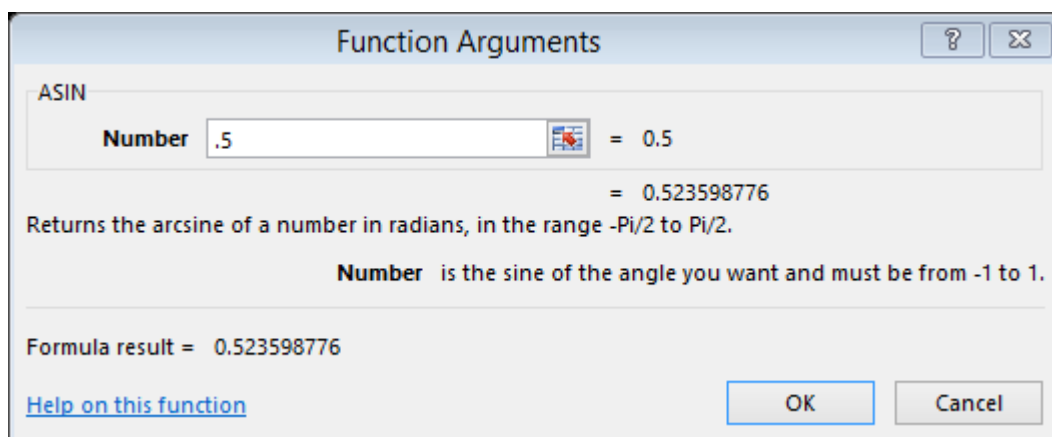 Function Arguments
ASIN
Number .5 = 0.5
= 0.523598776
Returns the arcsine of a number in radians, in the range -Pi/2 to Pi/2.
Number is the sine of the angle you want and must be from -1 to 1.
Formula result = 0.523598776
Help on this function OK Cancel